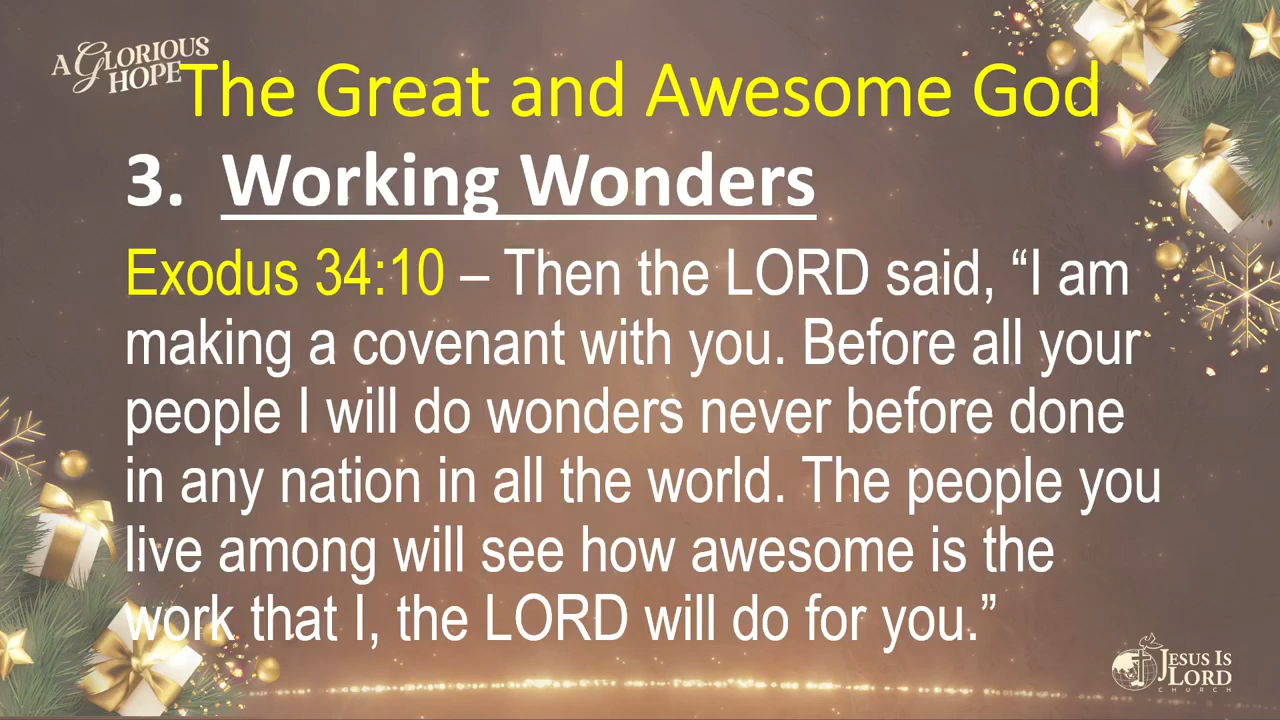 A GLORIOUS
HOPE
The Great and Awesome God
3. Working Wonders
Exodus 34:10 – Then the LORD said, “I am
making a covenant with you. Before all your
people I will do wonders never before done
in any nation in all the world. The people you
live among will see how awesome is the
work that I, the LORD will do for you.”
JESUS IS
LORD
CHURCH